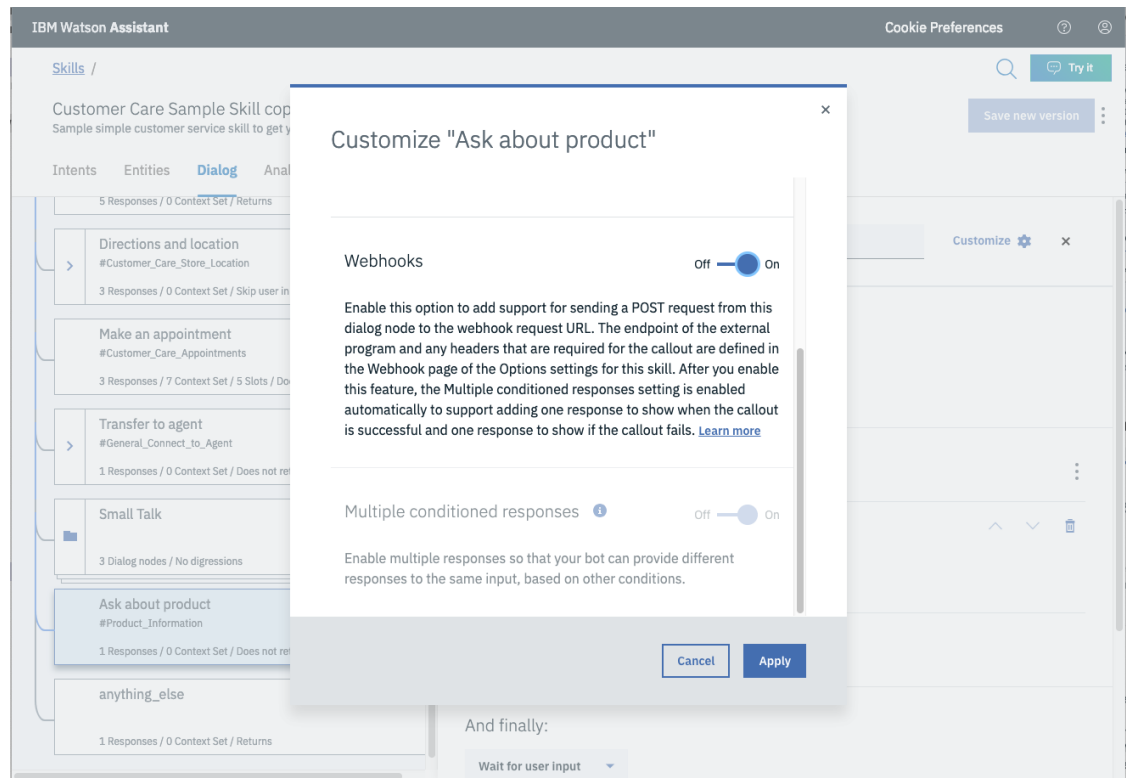 IBM Watson Assistant
Cookie Preferences
Skills /
Try it
Customer Care Sample Skill cop
Sample simple customer service skill to get y
Save new version
Intents Entities Dialog Anal
5 Responses / 0 Context Set / Returns
Directions and location
#Customer_Care_Store_Location
3 Responses / 0 Context Set / Skip user in
Make an appointment
#Customer_Care_Appointments
3 Responses / 7 Context Set / 5 Slots / Do
Transfer to agent
#General_Connect_to_Agent
1 Responses / 0 Context Set / Does not ret
Small Talk
3 Dialog nodes / No digressions
Ask about product
#Product_Information
1 Responses / 0 Context Set / Does not ret
anything_else
1 Responses / 0 Context Set / Returns
Customize "Ask about product"
Webhooks
Off On
Enable this option to add support for sending a POST request from this
dialog node to the webhook request URL. The endpoint of the external
program and any headers that are required for the callout are defined in
the Webhook page of the Options settings for this skill. After you enable
this feature, the Multiple conditioned responses setting is enabled
automatically to support adding one response to show when the callout
is successful and one response to show if the callout fails. Learn more
Multiple conditioned responses
Off On
Enable multiple responses so that your bot can provide different
responses to the same input, based on other conditions.
Cancel Apply
Customize
And finally:
Wait for user input